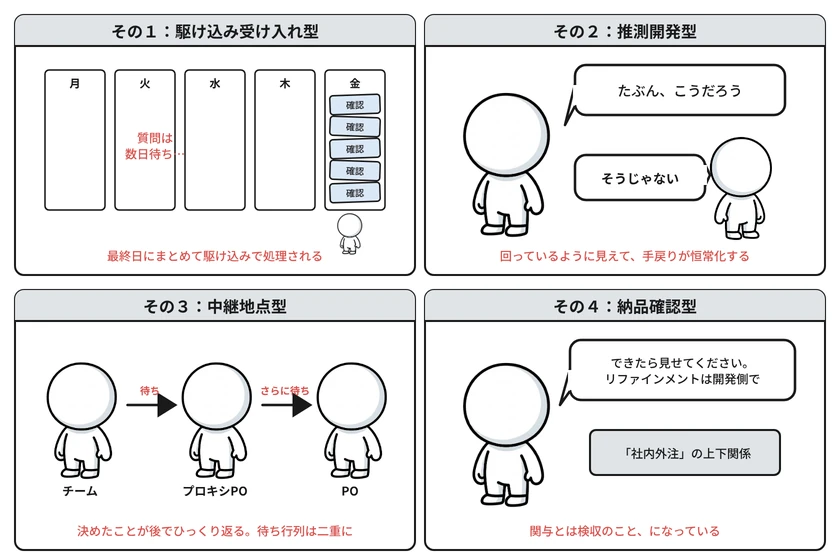 その1：駆け込み受け入れ型
月
火
水
木
金
確認
確認
確認
確認
確認
質問は
数日待ち…
最終日にまとめて駆け込みで処理される
その2：推測開発型
たぶん、こうだろう
そうじゃない
回っているように見えて、手戻りが恒常化する
その3：中継地点型
待ち
さらに待ち
チーム
プロキシPO
PO
決めたことが後でひっくり返る。待ち行列は二重に
その4：納品確認型
できたら見せてください。
リファインメントは開発側で
「社内外注」の上下関係
関与とは検収のこと、になっている